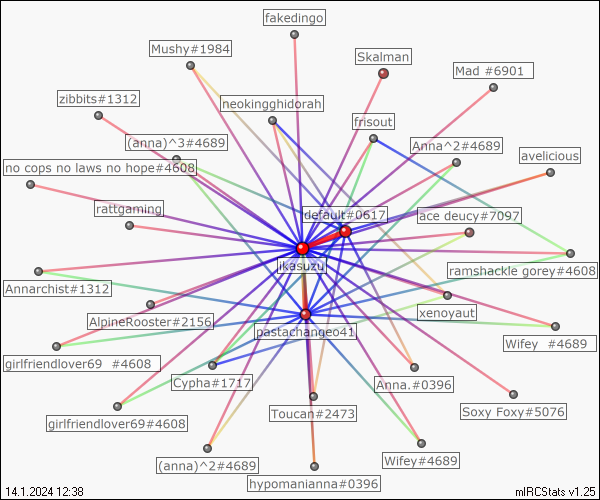 fakedingo
Mushy#1984
Skalman
Mad #6901
zibbits#1312
neokingghidorah
frisout
(anna)^3#4689
Anna^2#4689
avelicious
no cops no laws no hope#4608
rattgaming
default#0617
ace deucy#7097
ikasuzu
ramshackle gorey#4608
Annarchist#1312
xenoyaut
AlpineRooster#2156
pastachange041
Wifey #4689
girlfriendlover69 #4608
Cypha#1717
Anna.#0396
Toucan#2473
Soxy Foxy#5076
girlfriendlover69#4608
(anna)^2#4689
Wifey#4689
hypomanianna#0396
14.1.2024 12:38
mIRCStats v1.25